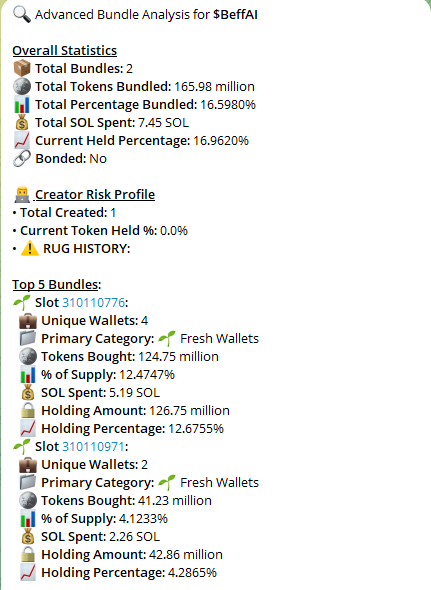 🔍 Advanced Bundle Analysis for $BeffAI
Overall Statistics
📦 Total Bundles: 2
🪙 Total Tokens Bundled: 165.98 million
📊 Total Percentage Bundled: 16.5980%
💰 Total SOL Spent: 7.45 SOL
📈 Current Held Percentage: 16.9620%
🔗 Bonded: No
👨‍💻 Creator Risk Profile
• Total Created: 1
• Current Token Held %: 0.0%
• ⚠️ RUG HISTORY:
Top 5 Bundles:
🌱 Slot 310110776:
💼 Unique Wallets: 4
📁 Primary Category: 🌱 Fresh Wallets
🪙 Tokens Bought: 124.75 million
📊 % of Supply: 12.4747%
💰 SOL Spent: 5.19 SOL
🔒 Holding Amount: 126.75 million
📈 Holding Percentage: 12.6755%
🌱 Slot 310110971:
💼 Unique Wallets: 2
📁 Primary Category: 🌱 Fresh Wallets
🪙 Tokens Bought: 41.23 million
📊 % of Supply: 4.1233%
💰 SOL Spent: 2.26 SOL
🔒 Holding Amount: 42.86 million
📈 Holding Percentage: 4.2865%